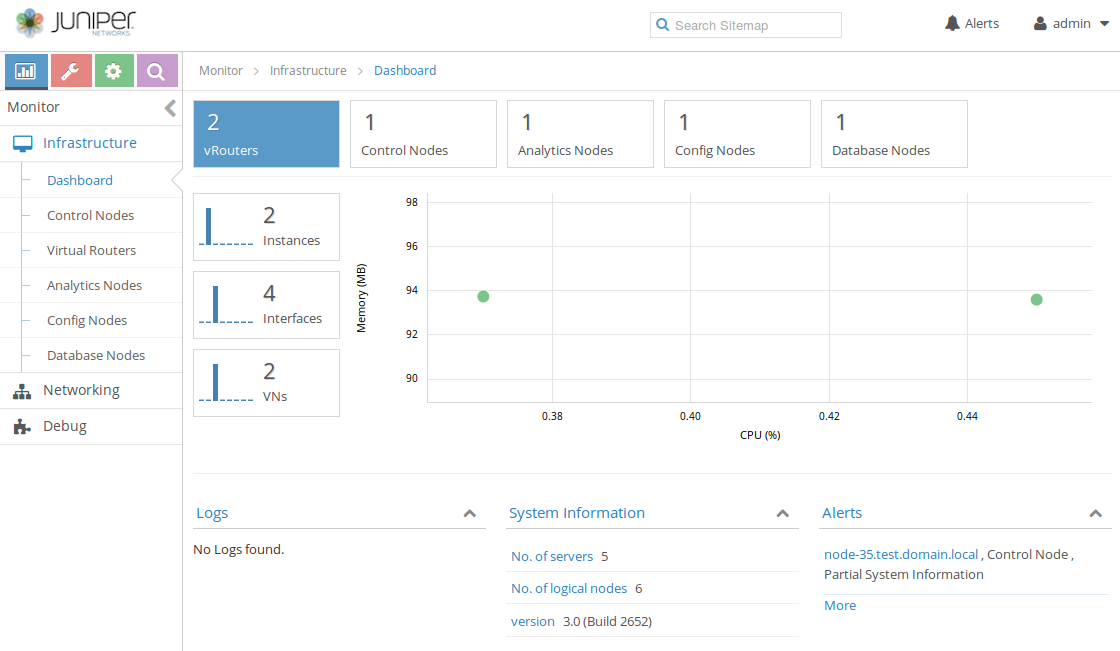 JUNIPER
NETWORKS
Search Sitemap
Alerts
admin
Monitor
Infrastructure
Dashboard
Control Nodes
Virtual Routers
Analytics Nodes
Config Nodes
Database Nodes
Networking
Debug
Monitor > Infrastructure > Dashboard
2
vRouters
1
Control Nodes
1
Analytics Nodes
1
Config Nodes
1
Database Nodes
2
Instances
4
Interfaces
2
VNs
Memory (MB)
98
96
94
92
90
0.38 0.40 0.42 0.44
CPU (%)
Logs
No Logs found.
System Information
No. of servers 5
No. of logical nodes 6
version 3.0 (Build 2652)
Alerts
node-35.test.domain.local , Control Node ,
Partial System Information
More